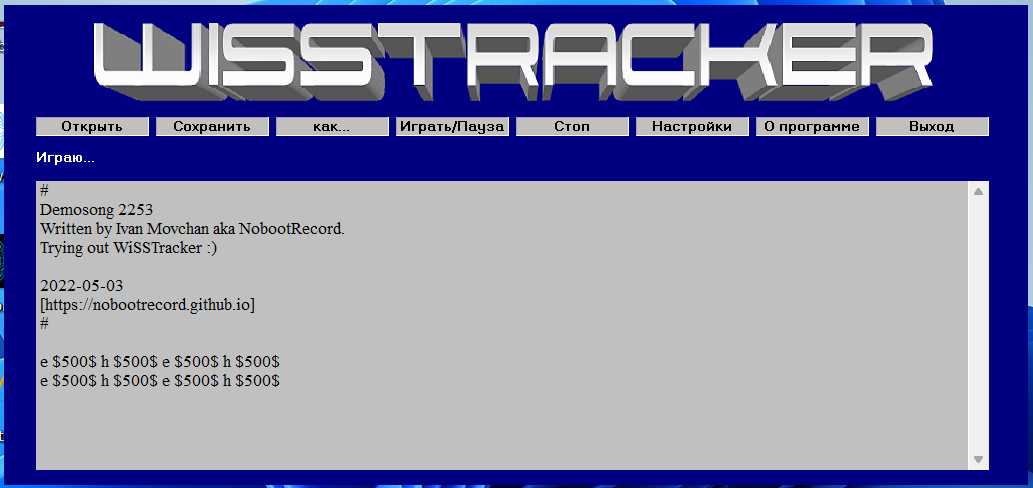 WISSTRACKER
Открыть Сохранить как... Играть/Пауза Стоп Настройки О программе Выход
Играю...
#
Demosong 2253
Written by Ivan Movchan aka NobootRecord.
Trying out WiSSTracker :)
2022-05-03
[https://nobootrecord.github.io]
#
e $500$ h $500$ e $500$ h $500$
e $500$ h $500$ e $500$ h $500$